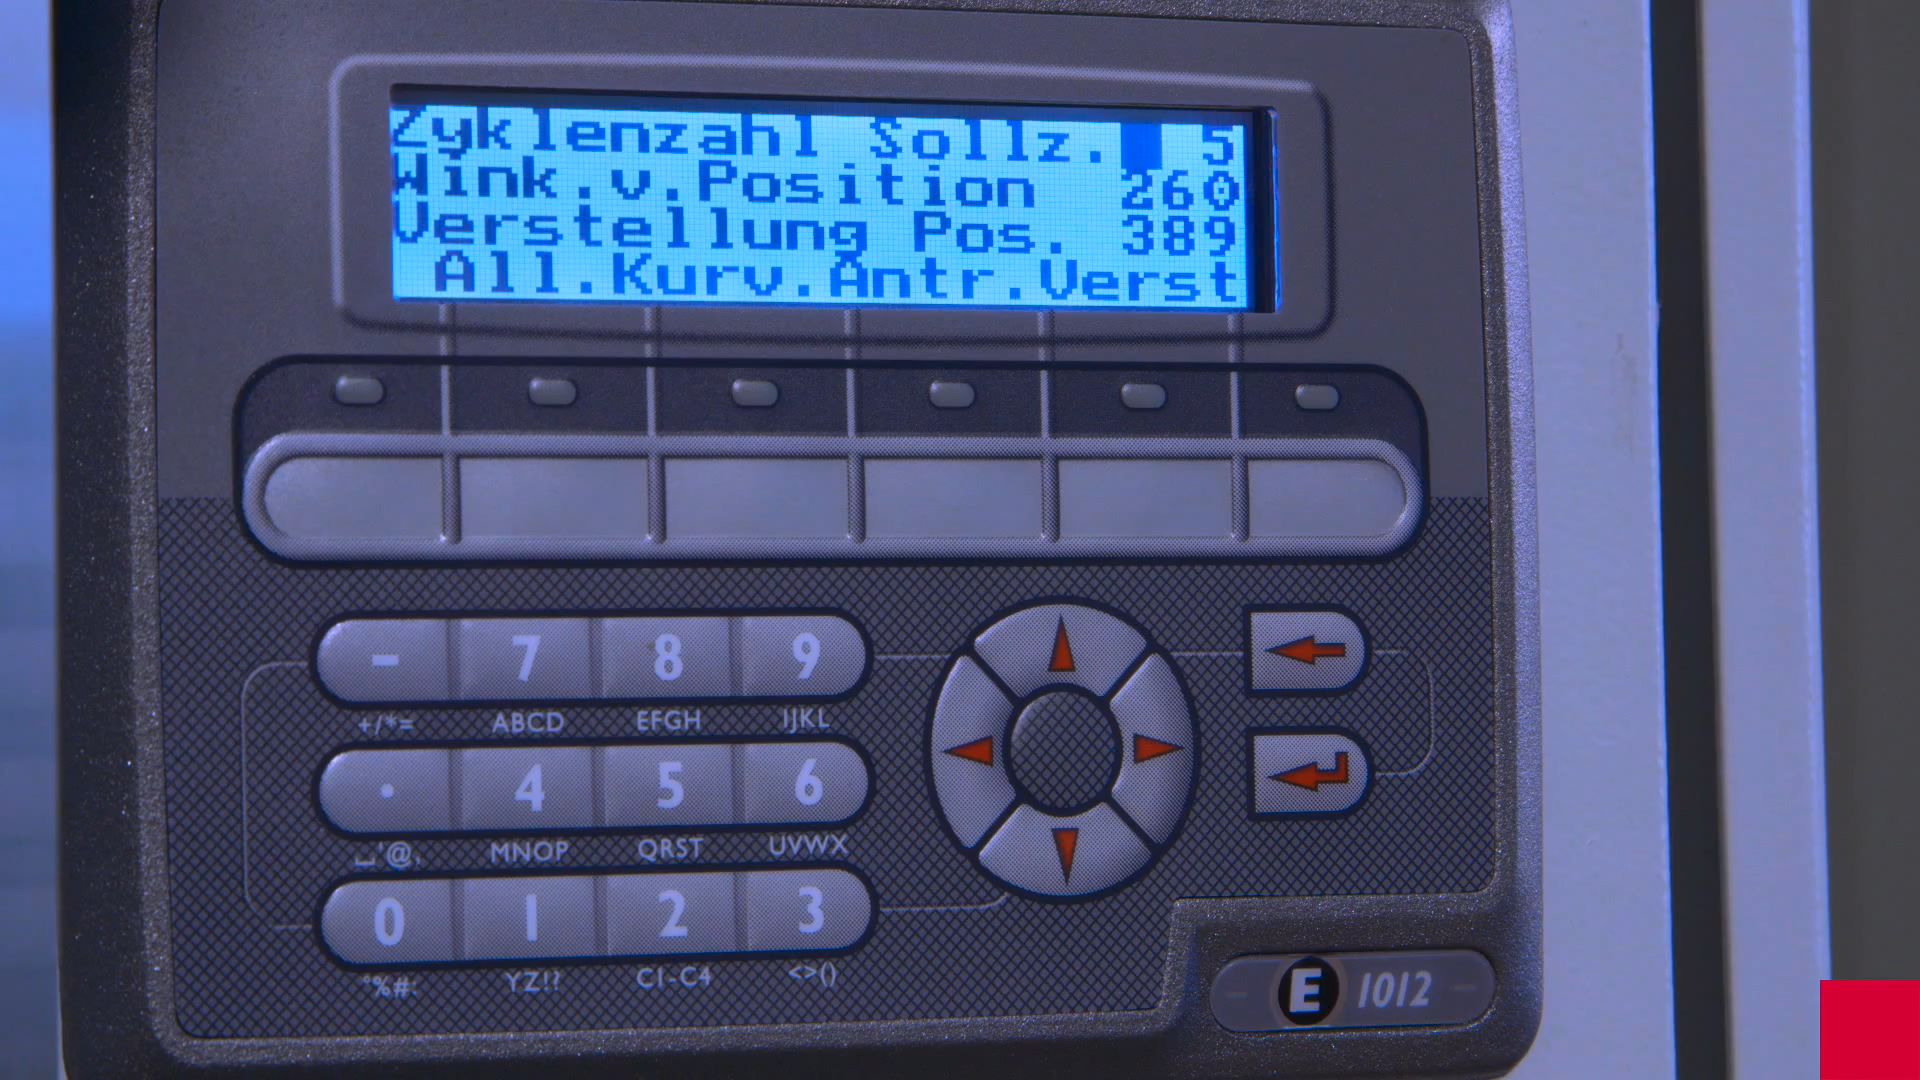 Zyklenzahl Sollz. 5
Wink.v.Position 260
Verstellung Pos. 389
All.Kurv.Antr.Verst
- 7 8 9
+/*= ABCD EFGH IJKL
. 4 5 6
⎵'@, MNOP QRST UVWX
0 1 2 3
°%#: YZ!? C1-C4 <>()
E 1012